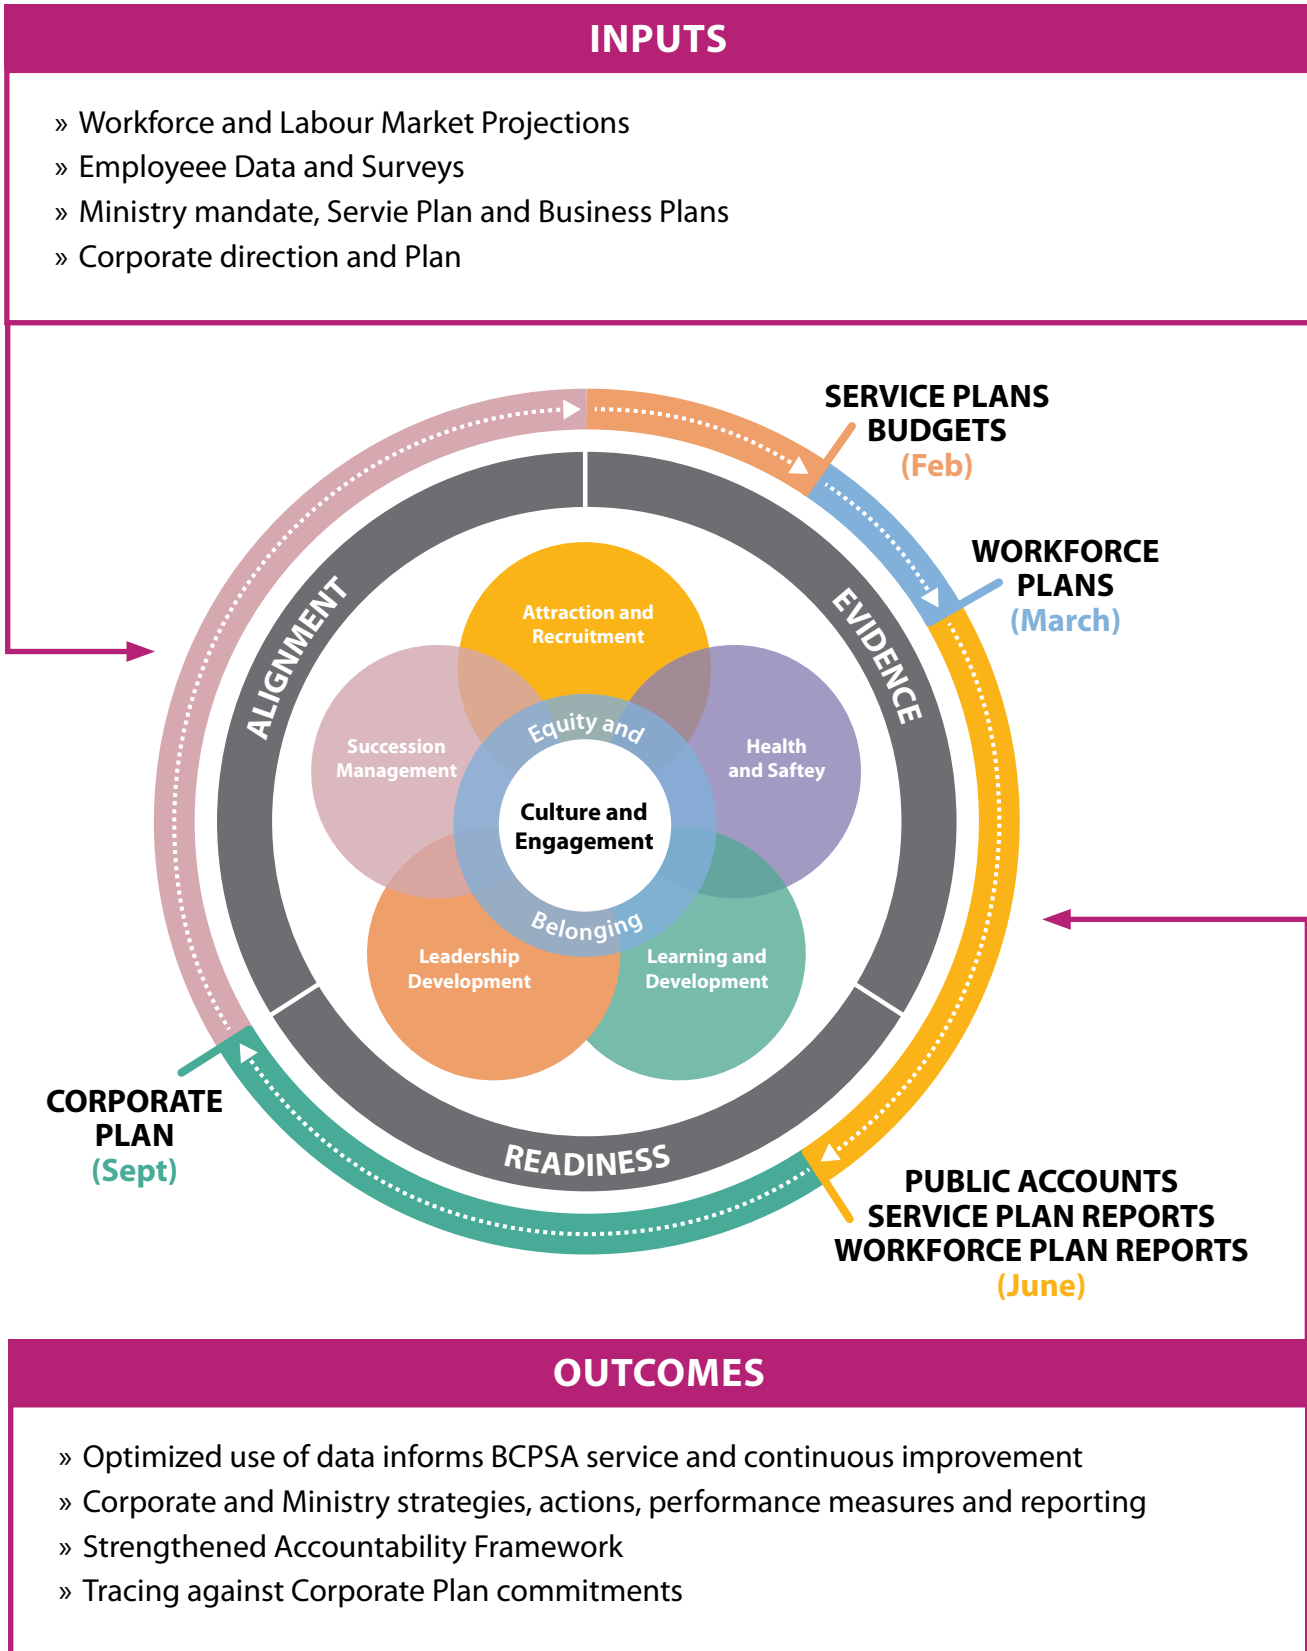 INPUTS
» Workforce and Labour Market Projections
» Employeee Data and Surveys
» Ministry mandate, Servie Plan and Business Plans
» Corporate direction and Plan
SERVICE PLANS
BUDGETS
(Feb)
WORKFORCE
PLANS
(March)
ALIGNMENT
EVIDENCE
READINESS
Attraction and
Recruitment
Succession
Management
Health
and Saftey
Equity and
Belonging
Culture and
Engagement
Leadership
Development
Learning and
Development
CORPORATE
PLAN
(Sept)
PUBLIC ACCOUNTS
SERVICE PLAN REPORTS
WORKFORCE PLAN REPORTS
(June)
OUTCOMES
» Optimized use of data informs BCPSA service and continuous improvement
» Corporate and Ministry strategies, actions, performance measures and reporting
» Strengthened Accountability Framework
» Tracing against Corporate Plan commitments